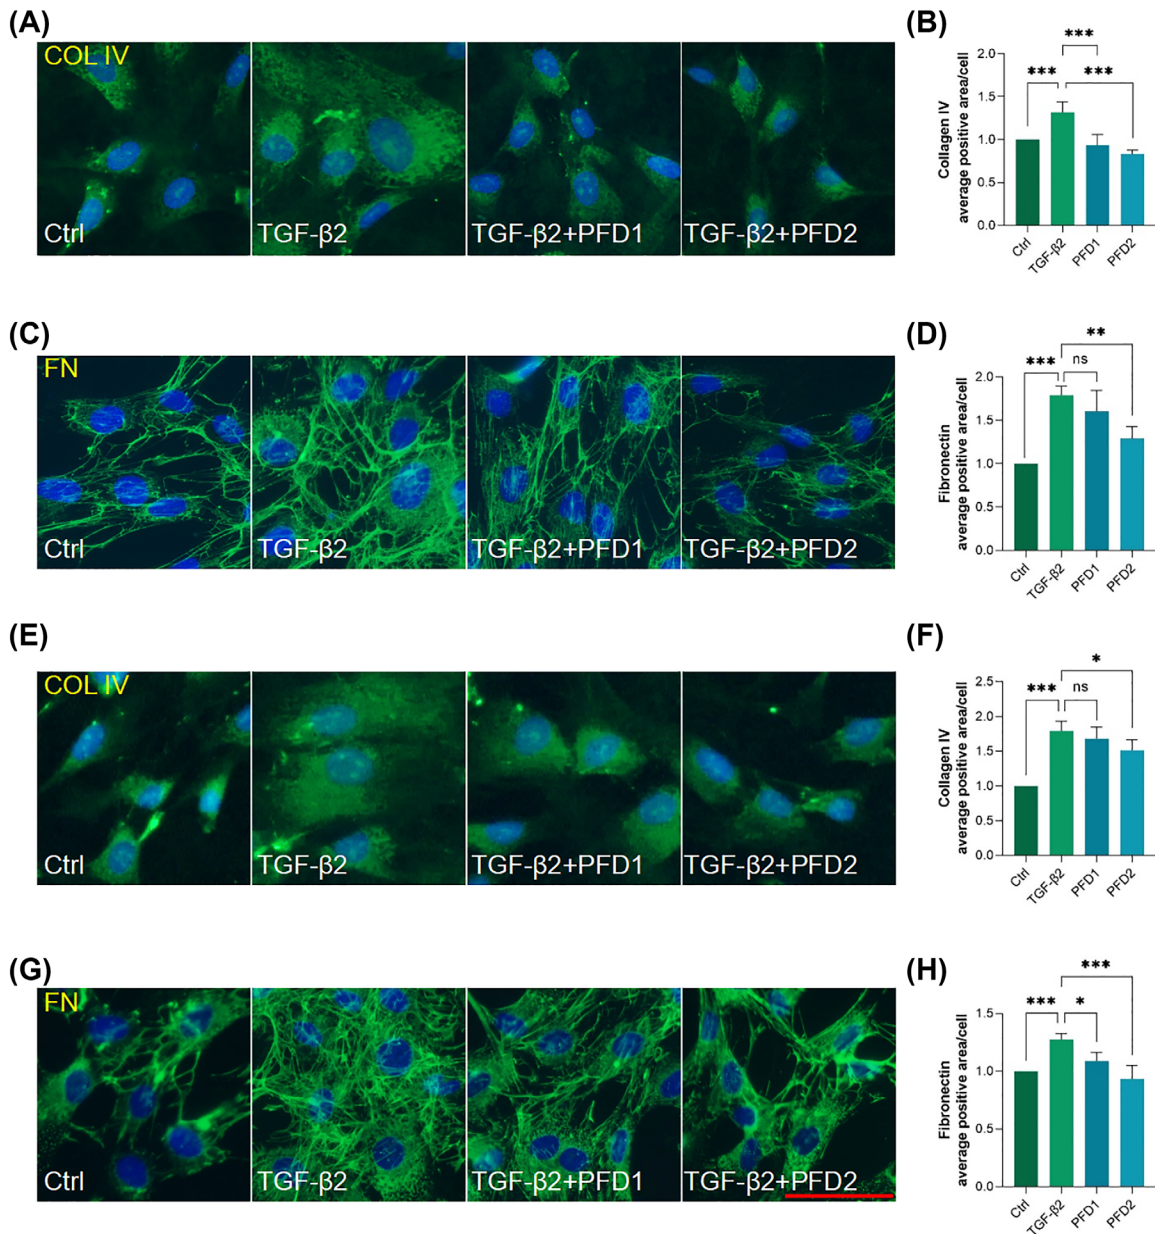 (A)
COL IV
Ctrl
TGF-β2
TGF-β2+PFD1
TGF-β2+PFD2
(B)
Collagen IV
average positive area/cell
2.0
1.5
1.0
0.5
0.0
***
***
***
Ctrl
TGF-β2
PFD1
PFD2
(C)
FN
Ctrl
TGF-β2
TGF-β2+PFD1
TGF-β2+PFD2
(D)
Fibronectin
average positive area/cell
2.0
1.5
1.0
0.5
0.0
**
***
ns
Ctrl
TGF-β2
PFD1
PFD2
(E)
COL IV
Ctrl
TGF-β2
TGF-β2+PFD1
TGF-β2+PFD2
(F)
Collagen IV
average positive area/cell
2.5
2.0
1.5
1.0
0.5
0.0
*
***
ns
Ctrl
TGF-β2
PFD1
PFD2
(G)
FN
Ctrl
TGF-β2
TGF-β2+PFD1
TGF-β2+PFD2
(H)
Fibronectin
average positive area/cell
1.5
1.0
0.5
0.0
***
***
*
Ctrl
TGF-β2
PFD1
PFD2